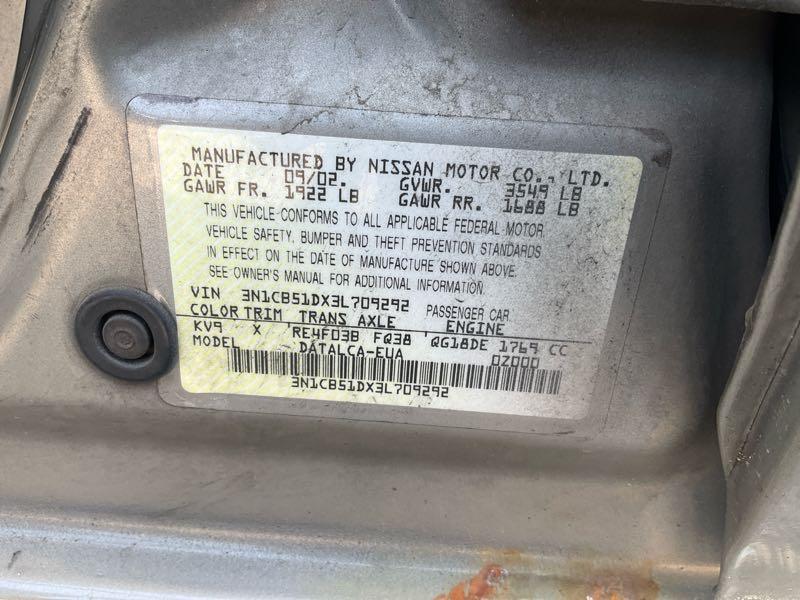 MANUFACTURED BY NISSAN MOTOR CO., LTD.
DATE 09/02. GVWR. 3549 LB
GAWR FR. 1922 LB GAWR RR. 1688 LB
THIS VEHICLE CONFORMS TO ALL APPLICABLE FEDERAL MOTOR
VEHICLE SAFETY, BUMPER AND THEFT PREVENTION STANDARDS
IN EFFECT ON THE DATE OF MANUFACTURE SHOWN ABOVE.
SEE OWNER'S MANUAL FOR ADDITIONAL INFORMATION.
VIN 3N1CB51DX3L709292 PASSENGER CAR
COLOR TRIM TRANS AXLE ENGINE
KV9 X RE4F03B FQ38 QG18DE 1769 CC
MODEL DATALCA-EUA 0Z000
3N1CB51DX3L709292